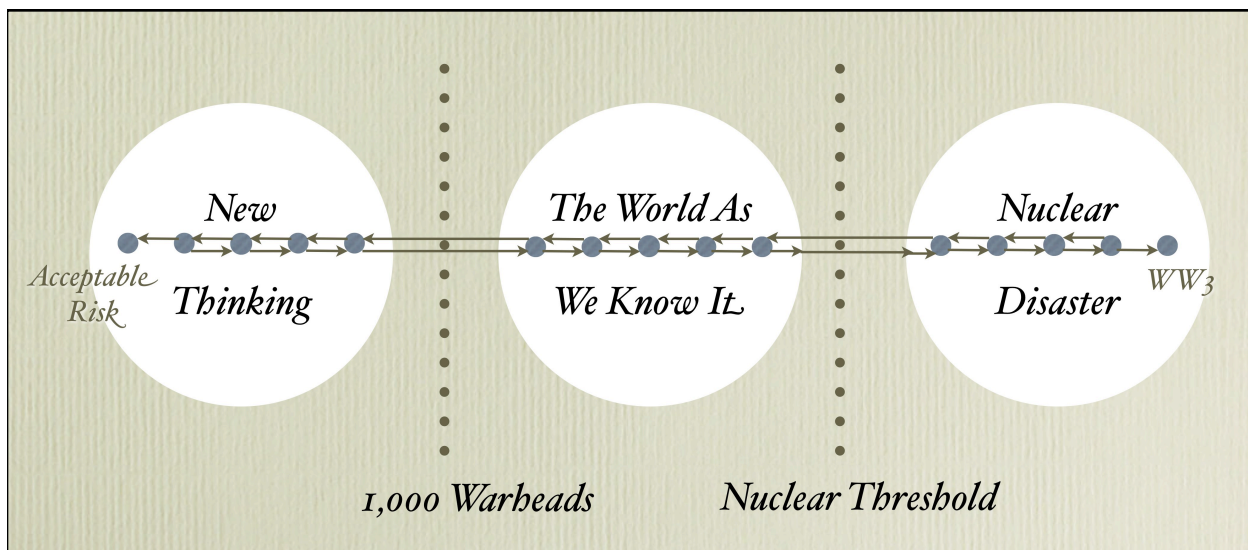 New
Thinking
Acceptable
Risk
The World As
We Know It
Nuclear
Disaster
WW3
1,000 Warheads
Nuclear Threshold